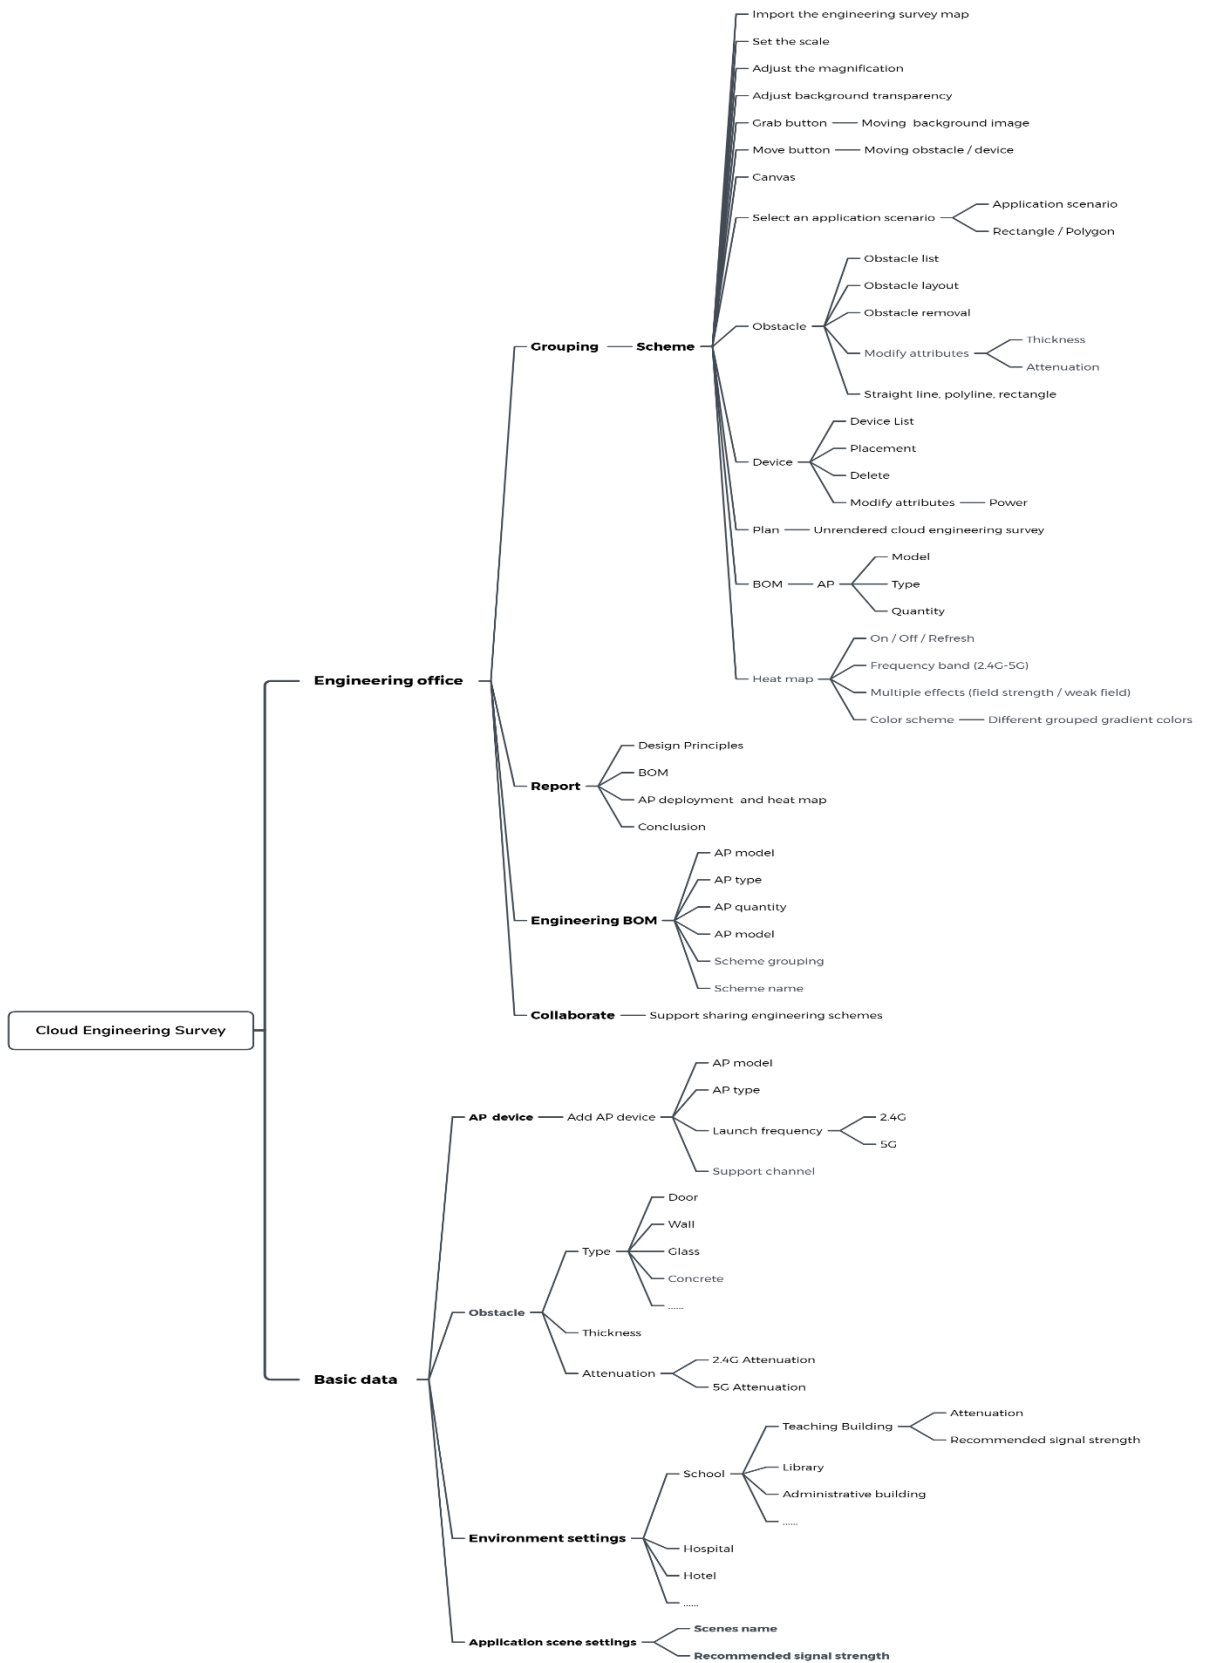 Import the engineering survey map
Set the scale
Adjust the magnification
Adjust background transparency
Grab button
Moving background image
Move button
Moving obstacle / device
Canvas
Select an application scenario
Application scenario
Rectangle / Polygon
Obstacle
Obstacle list
Obstacle layout
Obstacle removal
Modify attributes
Thickness
Attenuation
Straight line, polyline, rectangle
Grouping
Scheme
Device
Device List
Placement
Delete
Modify attributes
Power
Plan
Unrendered cloud engineering survey
BOM
AP
Model
Type
Quantity
Heat map
On / Off / Refresh
Frequency band (2.4G-5G)
Multiple effects (field strength / weak field)
Color scheme
Different grouped gradient colors
Engineering office
Report
Design Principles
BOM
AP deployment and heat map
Conclusion
Engineering BOM
AP model
AP type
AP quantity
AP model
Scheme grouping
Scheme name
Collaborate
Support sharing engineering schemes
Cloud Engineering Survey
AP device
Add AP device
AP model
AP type
Launch frequency
2.4G
5G
Support channel
Obstacle
Type
Door
Wall
Glass
Concrete
......
Thickness
Attenuation
2.4G Attenuation
5G Attenuation
Basic data
Environment settings
School
Teaching Building
Attenuation
Recommended signal strength
Library
Administrative building
......
Hospital
Hotel
......
Application scene settings
Scenes name
Recommended signal strength